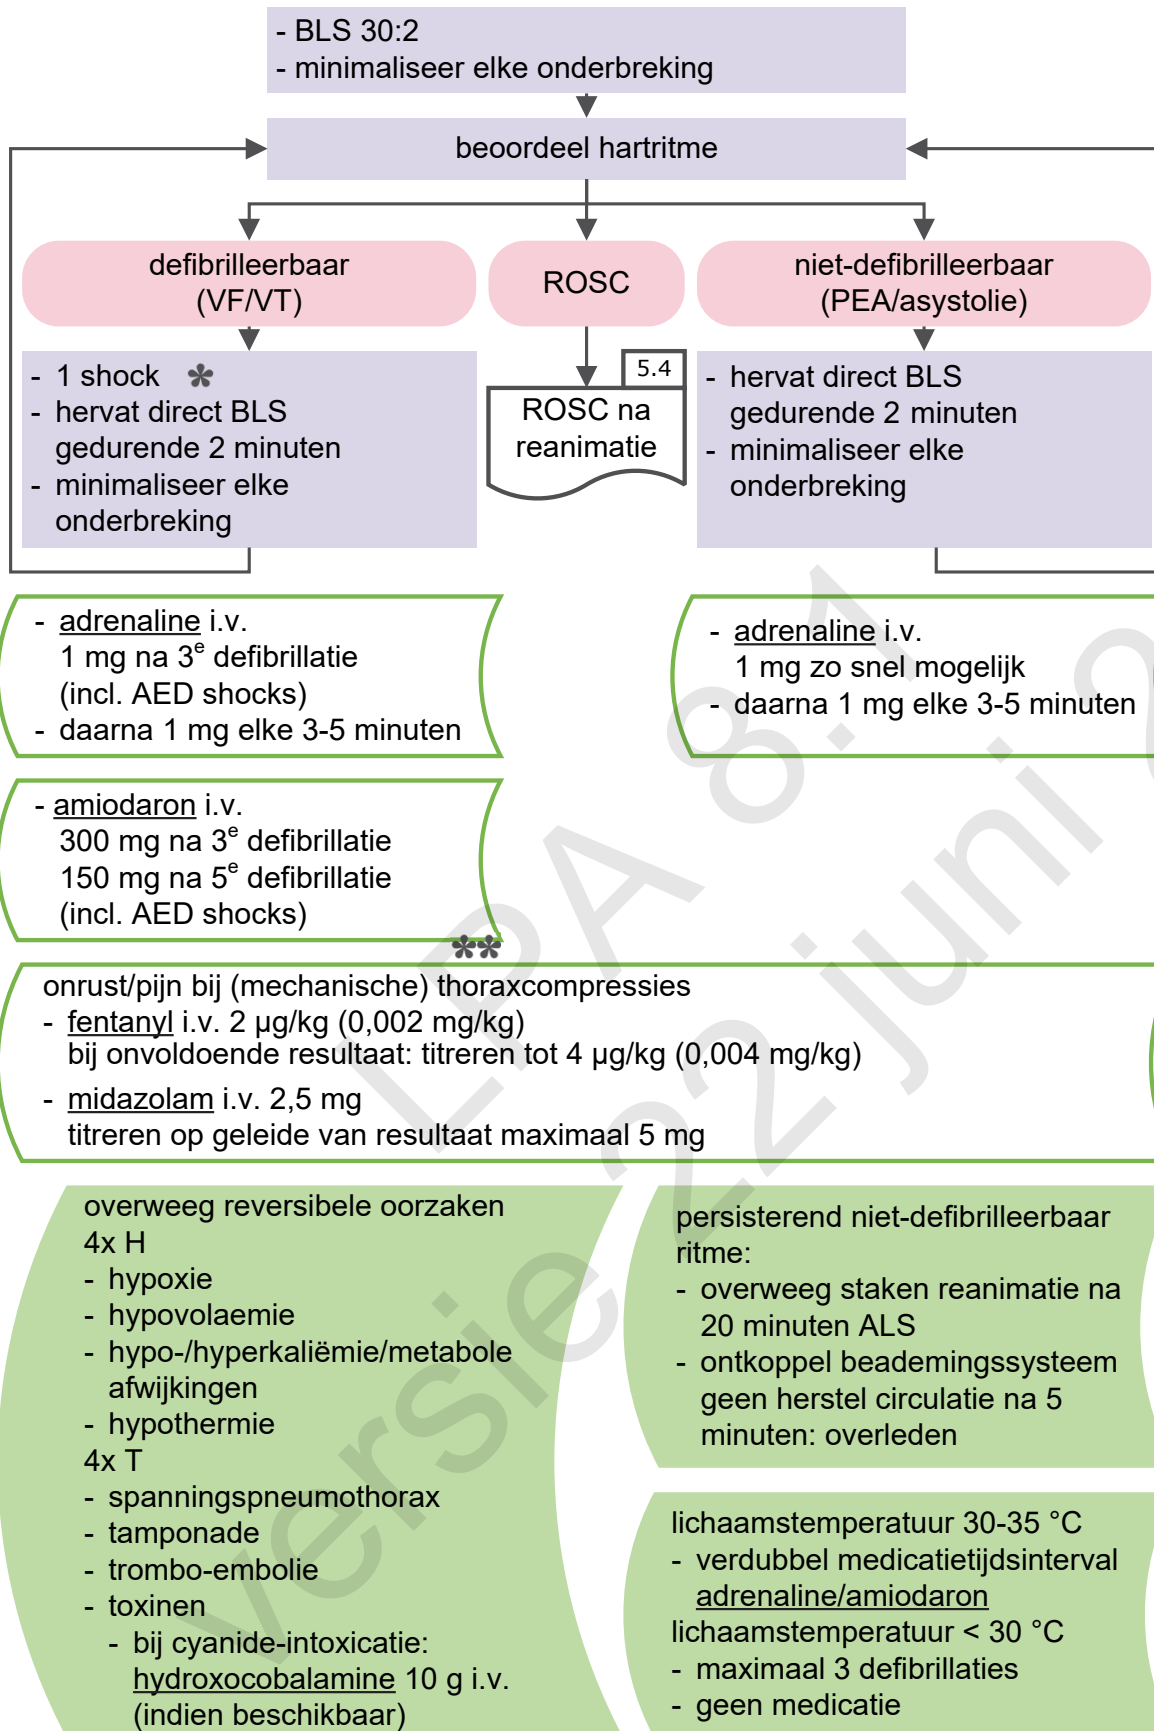 - BLS 30:2
- minimaliseer elke onderbreking
beoordeel hartritme
defibrilleerbaar
(VF/VT)
ROSC
niet-defibrilleerbaar
(PEA/asystolie)
- 1 shock ✱
- hervat direct BLS
gedurende 2 minuten
- minimaliseer elke
onderbreking
5.4
ROSC na
reanimatie
- hervat direct BLS
gedurende 2 minuten
- minimaliseer elke
onderbreking
- adrenaline i.v.
1 mg na 3e defibrillatie
(incl. AED shocks)
- daarna 1 mg elke 3-5 minuten
- adrenaline i.v.
1 mg zo snel mogelijk
- daarna 1 mg elke 3-5 minuten
- amiodaron i.v.
300 mg na 3e defibrillatie
150 mg na 5e defibrillatie
(incl. AED shocks)
✱✱
onrust/pijn bij (mechanische) thoraxcompressies
- fentanyl i.v. 2 µg/kg (0,002 mg/kg)
bij onvoldoende resultaat: titreren tot 4 µg/kg (0,004 mg/kg)
- midazolam i.v. 2,5 mg
titreren op geleide van resultaat maximaal 5 mg
overweeg reversibele oorzaken
4x H
- hypoxie
- hypovolaemie
- hypo-/hyperkaliëmie/metabole
afwijkingen
- hypothermie
4x T
- spanningspneumothorax
- tamponade
- trombo-embolie
- toxinen
- bij cyanide-intoxicatie:
hydroxocobalamine 10 g i.v.
(indien beschikbaar)
persisterend niet-defibrilleerbaar
ritme:
- overweeg staken reanimatie na
20 minuten ALS
- ontkoppel beademingssysteem
geen herstel circulatie na 5
minuten: overleden
lichaamstemperatuur 30-35 °C
- verdubbel medicatietijdsinterval
adrenaline/amiodaron
lichaamstemperatuur < 30 °C
- maximaal 3 defibrillaties
- geen medicatie
LPA 8.1
versie 22 juni 2